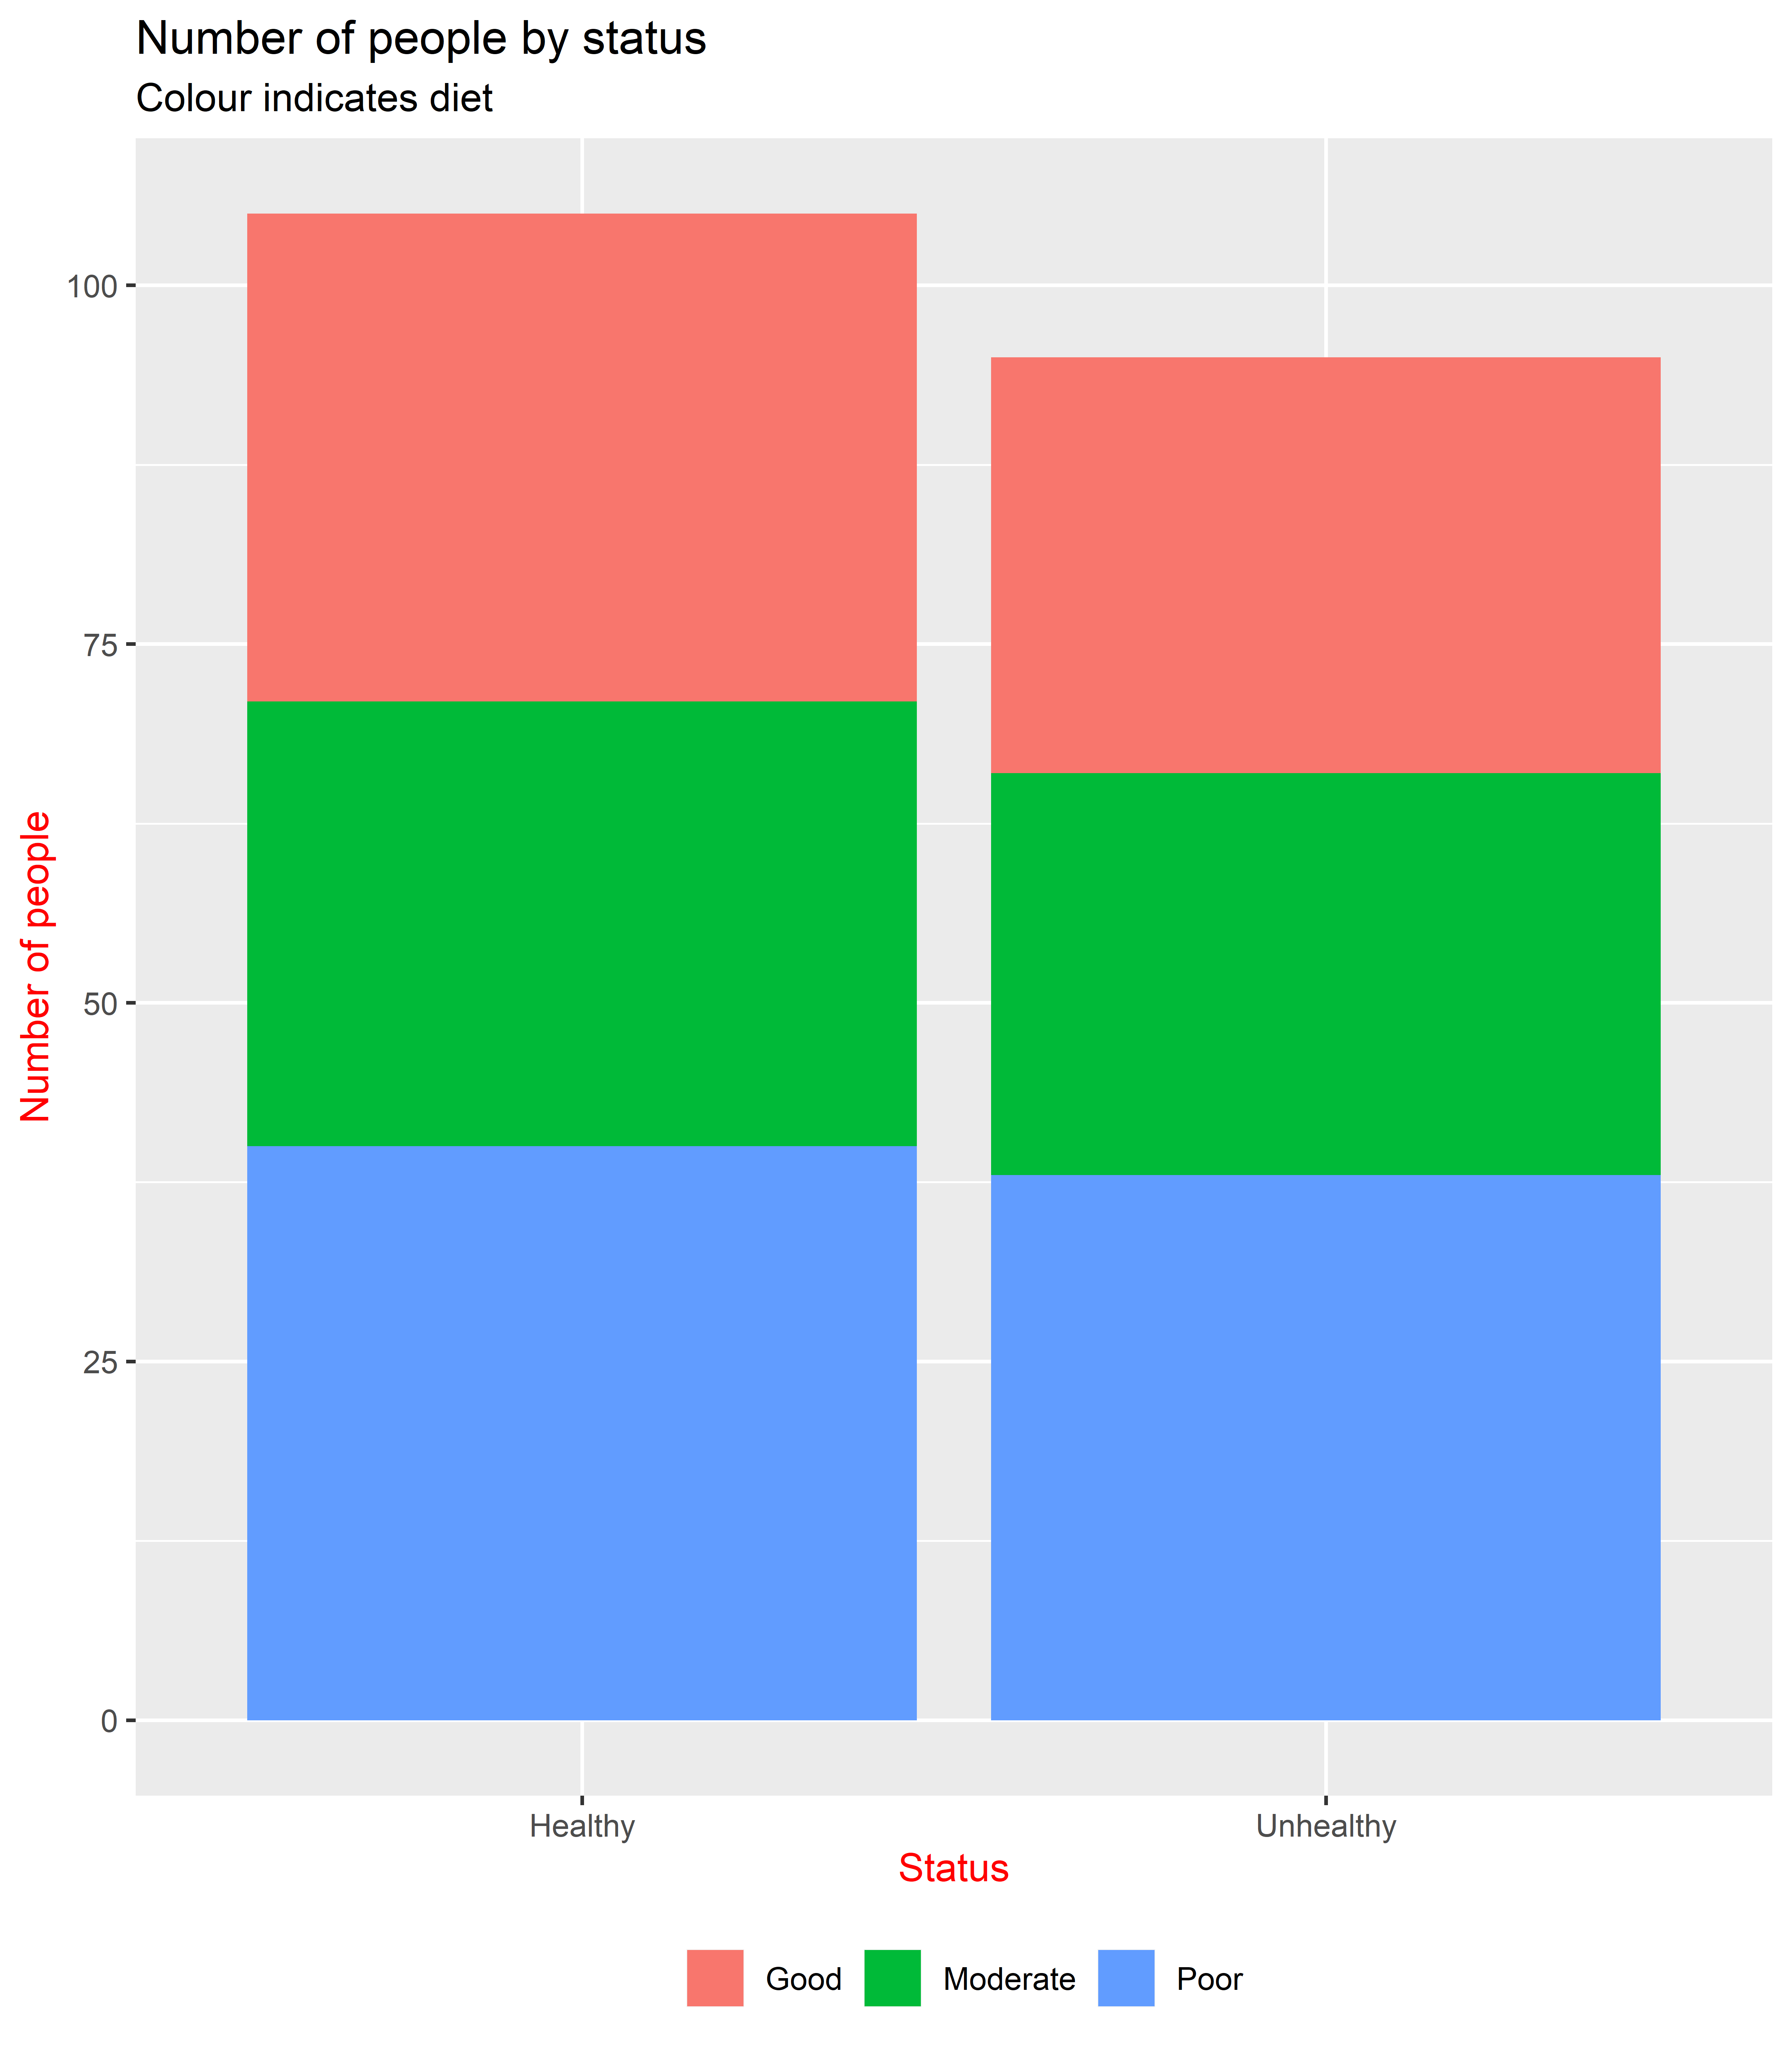 Number of people by status
Colour indicates diet
Number of people
100
75
50
25
0
Healthy Unhealthy
Status
Good Moderate Poor